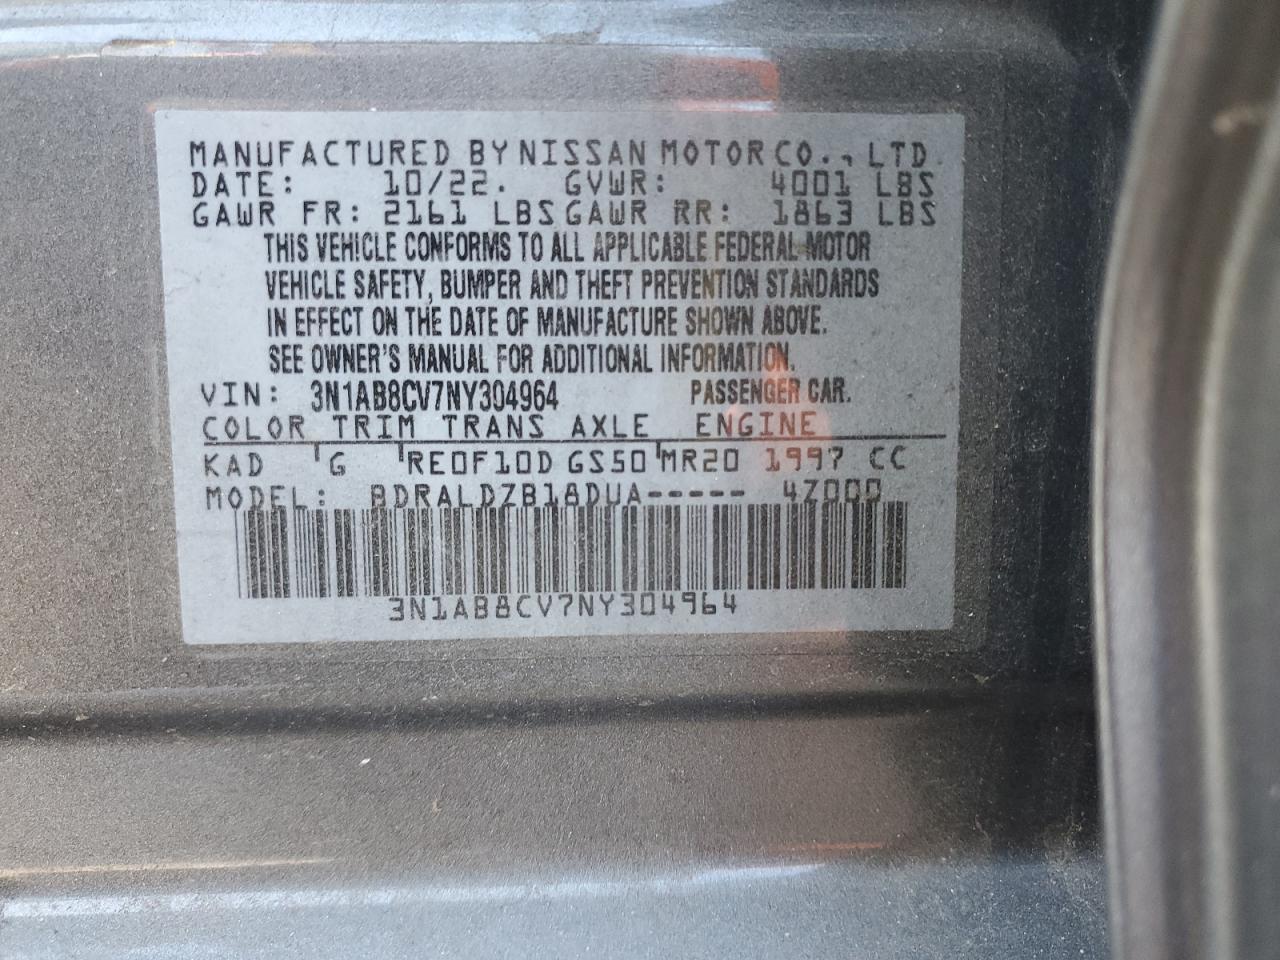 MANUFACTURED BY NISSAN MOTOR CO., LTD.
DATE: 10/22. GVWR: 4001 LBS
GAWR FR: 2161 LBS GAWR RR: 1863 LBS
THIS VEHICLE CONFORMS TO ALL APPLICABLE FEDERAL MOTOR
VEHICLE SAFETY, BUMPER AND THEFT PREVENTION STANDARDS
IN EFFECT ON THE DATE OF MANUFACTURE SHOWN ABOVE.
SEE OWNER'S MANUAL FOR ADDITIONAL INFORMATION.
VIN: 3N1AB8CV7NY304964 PASSENGER CAR.
COLOR TRIM TRANS AXLE ENGINE
KAD G RE0F10D GS50 MR20 1997 CC
MODEL: BDRALDZB18DUA----- 4Z000
3N1AB8CV7NY304964